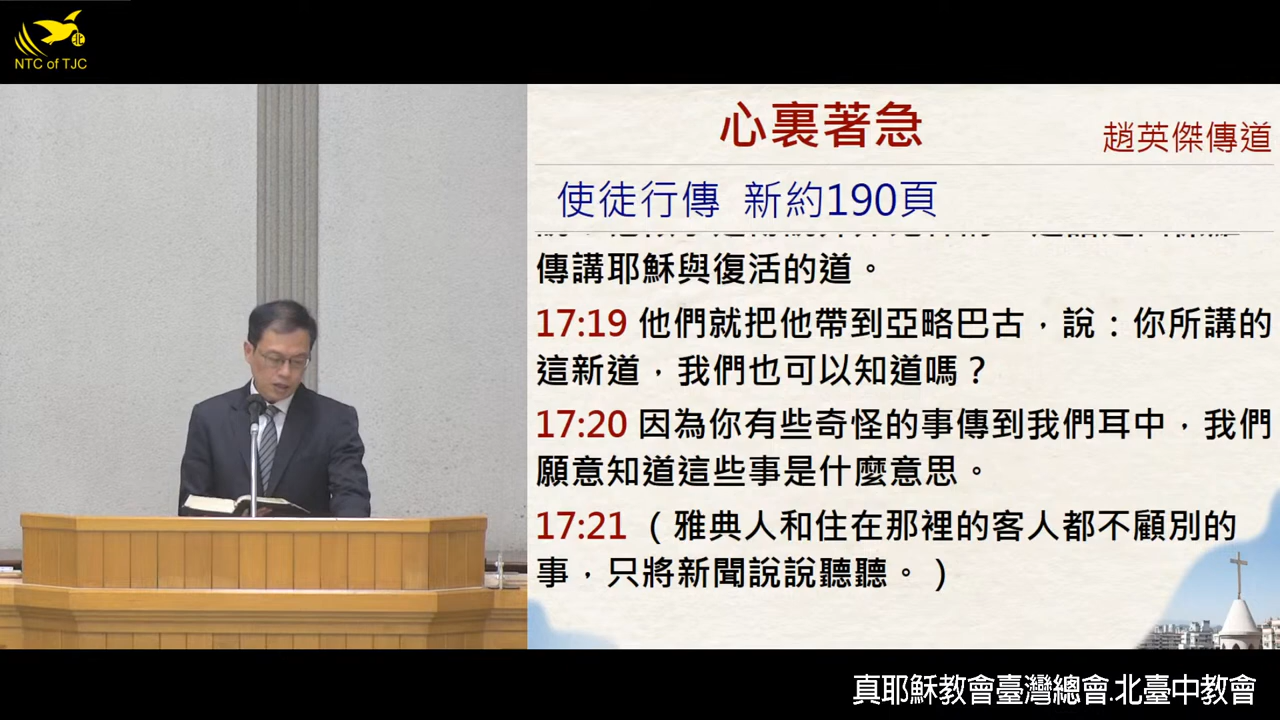 北
NTC of TJC
心裏著急
趙英傑傳道
使徒行傳 新約190頁
傳講耶穌與復活的道。
17:19 他們就把他帶到亞略巴古，說：你所講的
這新道，我們也可以知道嗎？
17:20 因為你有些奇怪的事傳到我們耳中，我們
願意知道這些事是什麼意思。
17:21 （雅典人和住在那裡的客人都不顧別的
事，只將新聞說說聽聽。）
真耶穌教會臺灣總會.北臺中教會